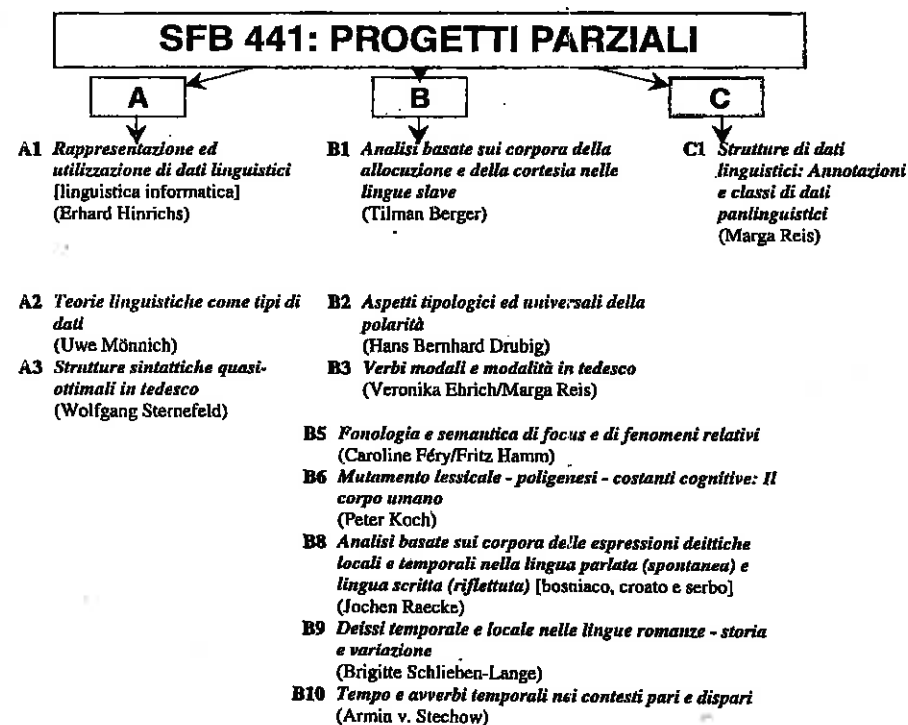 SFB 441: PROGETTI PARZIALI
A
B
C
A1 Rappresentazione ed
utilizzazione di dati linguistici
[linguistica informatica]
(Erhard Hinrichs)
B1 Analisi basate sui corpora della
allocuzione e della cortesia nelle
lingue slave
(Tilman Berger)
C1 Strutture di dati
linguistici: Annotazioni
e classi di dati
panlinguistici
(Marga Reis)
A2 Teorie linguistiche come tipi di
dati
(Uwe Mönnich)
A3 Strutture sintattiche quasi-
ottimali in tedesco
(Wolfgang Sternefeld)
B2 Aspetti tipologici ed universali della
polarità
(Hans Bernhard Drubig)
B3 Verbi modali e modalità in tedesco
(Veronika Ehrich/Marga Reis)
B5 Fonologia e semantica di focus e di fenomeni relativi
(Caroline Féry/Fritz Hamm)
B6 Mutamento lessicale - poligenesi - costanti cognitive: Il
corpo umano
(Peter Koch)
B8 Analisi basate sui corpora delle espressioni deittiche
locali e temporali nella lingua parlata (spontanea) e
lingua scritta (riflettuta) [bosniaco, croato e serbo]
(Jochen Raecke)
B9 Deissi temporale e locale nelle lingue romanze - storia
e variazione
(Brigitte Schlieben-Lange)
B10 Tempo e avverbi temporali nei contesti pari e dispari
(Armin v. Stechow)